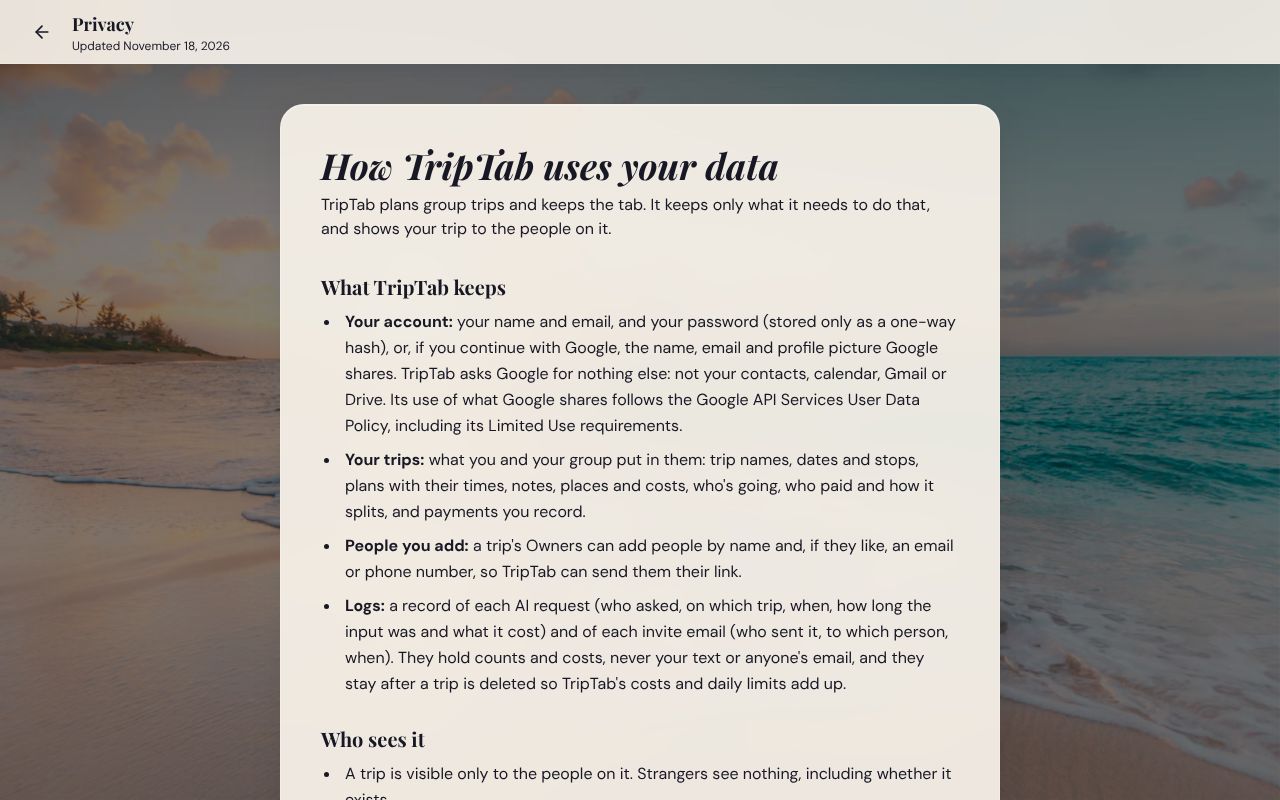 Privacy
Updated November 18, 2026
How TripTab uses your data
TripTab plans group trips and keeps the tab. It keeps only what it needs to do that,
and shows your trip to the people on it.
What TripTab keeps
• Your account: your name and email, and your password (stored only as a one-way
hash), or, if you continue with Google, the name, email and profile picture Google
shares. TripTab asks Google for nothing else: not your contacts, calendar, Gmail or
Drive. Its use of what Google shares follows the Google API Services User Data
Policy, including its Limited Use requirements.
• Your trips: what you and your group put in them: trip names, dates and stops,
plans with their times, notes, places and costs, who's going, who paid and how it
splits, and payments you record.
• People you add: a trip's Owners can add people by name and, if they like, an email
or phone number, so TripTab can send them their link.
• Logs: a record of each AI request (who asked, on which trip, when, how long the
input was and what it cost) and of each invite email (who sent it, to which person,
when). They hold counts and costs, never your text or anyone's email, and they
stay after a trip is deleted so TripTab's costs and daily limits add up.
Who sees it
• A trip is visible only to the people on it. Strangers see nothing, including whether it
exists.